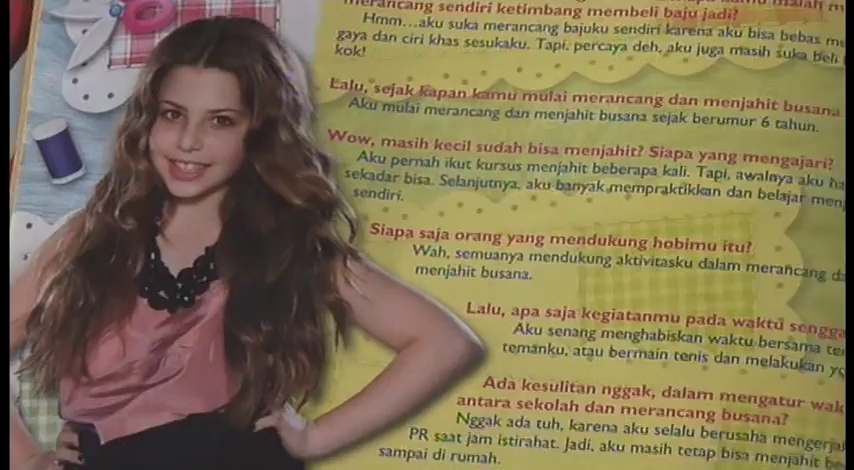 merancang sendiri ketimbang membeli baju jadi?
Hmm...aku suka merancang bajuku sendiri karena aku bisa bebas
gaya dan ciri khas sesukaku. Tapi, percaya deh, aku juga masih suka beli
kok!
Lalu, sejak kapan kamu mulai merancang dan menjahit busana
Aku mulai merancang dan menjahit busana sejak berumur 6 tahun.
Wow, masih kecil sudah bisa menjahit? Siapa yang mengajari?
Aku pernah ikut kursus menjahit beberapa kali. Tapi, awalnya aku
sekadar bisa. Selanjutnya, aku banyak mempraktikkan dan belajar
sendiri.
Siapa saja orang yang mendukung hobimu itu?
Wah, semuanya mendukung aktivitasku dalam merancang
menjahit busana.
Lalu, apa saja kegiatanmu pada waktu
Aku senang menghabiskan waktu bersama
temanku, atau bermain tenis dan melakukan
Ada kesulitan nggak, dalam mengatur
antara sekolah dan merancang busana?
Nggak ada tuh, karena aku selalu berusaha
PR saat jam istirahat. Jadi, aku masih tetap bisa menjahit
sampai di rumah.